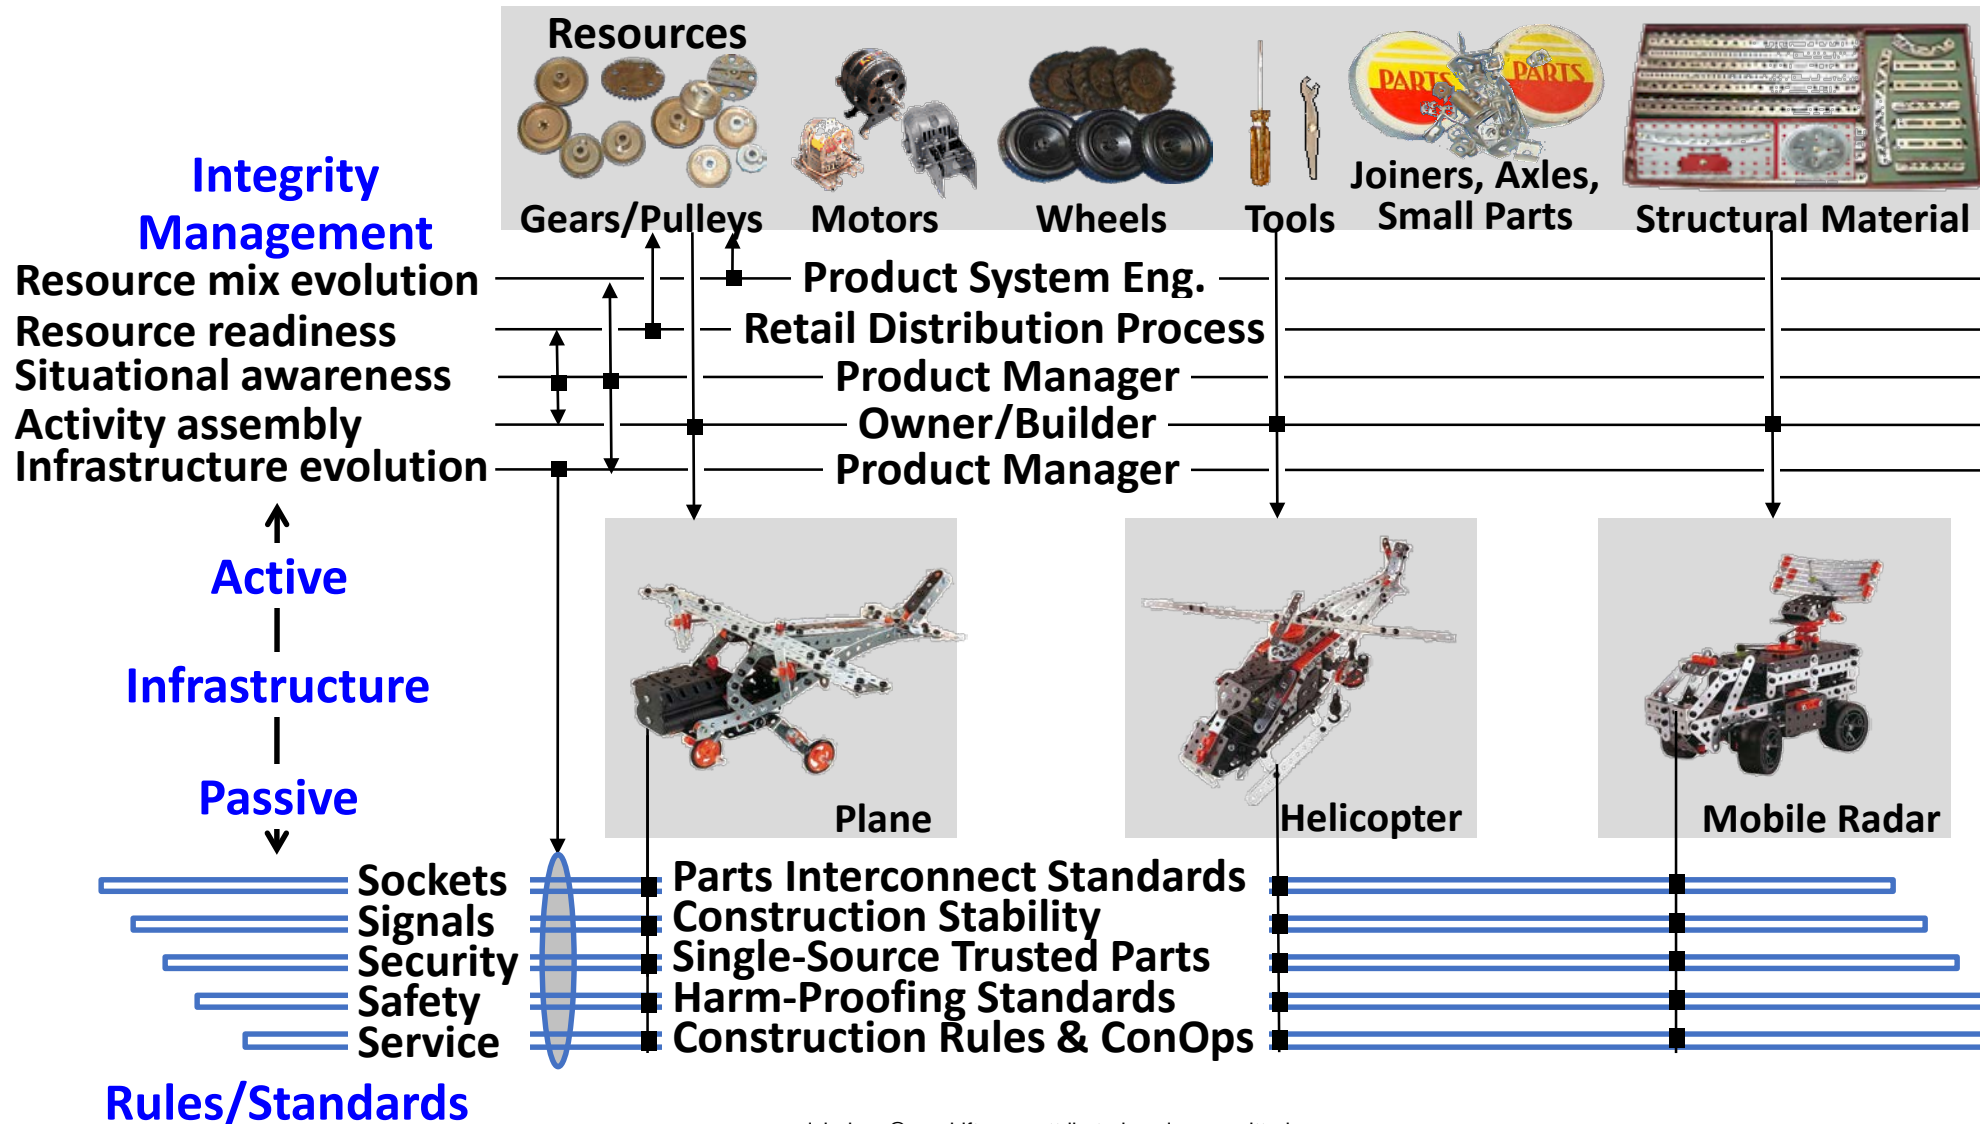 Resources
PARTS
PARTS
Gears/Pulleys
Motors
Wheels
Tools
Joiners, Axles,
Small Parts
Structural Material
Integrity
Management
Resource mix evolution
Product System Eng.
Resource readiness
Retail Distribution Process
Situational awareness
Product Manager
Activity assembly
Owner/Builder
Infrastructure evolution
Product Manager
Active
Infrastructure
Passive
Plane
Helicopter
Mobile Radar
Sockets
Parts Interconnect Standards
Signals
Construction Stability
Security
Single-Source Trusted Parts
Safety
Harm-Proofing Standards
Service
Construction Rules & ConOps
Rules/Standards